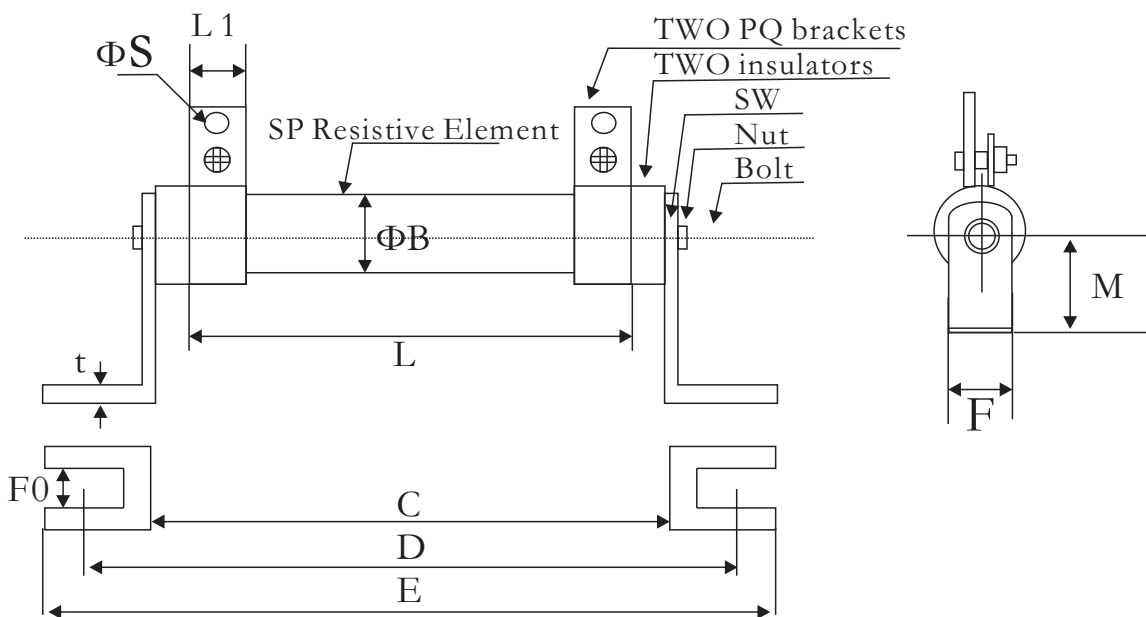 L 1
TWO PQ brackets
ΦS
TWO insulators
SW
SP Resistive Element
Nut
Bolt
ΦB
M
L
t
F
F0
C
D
E